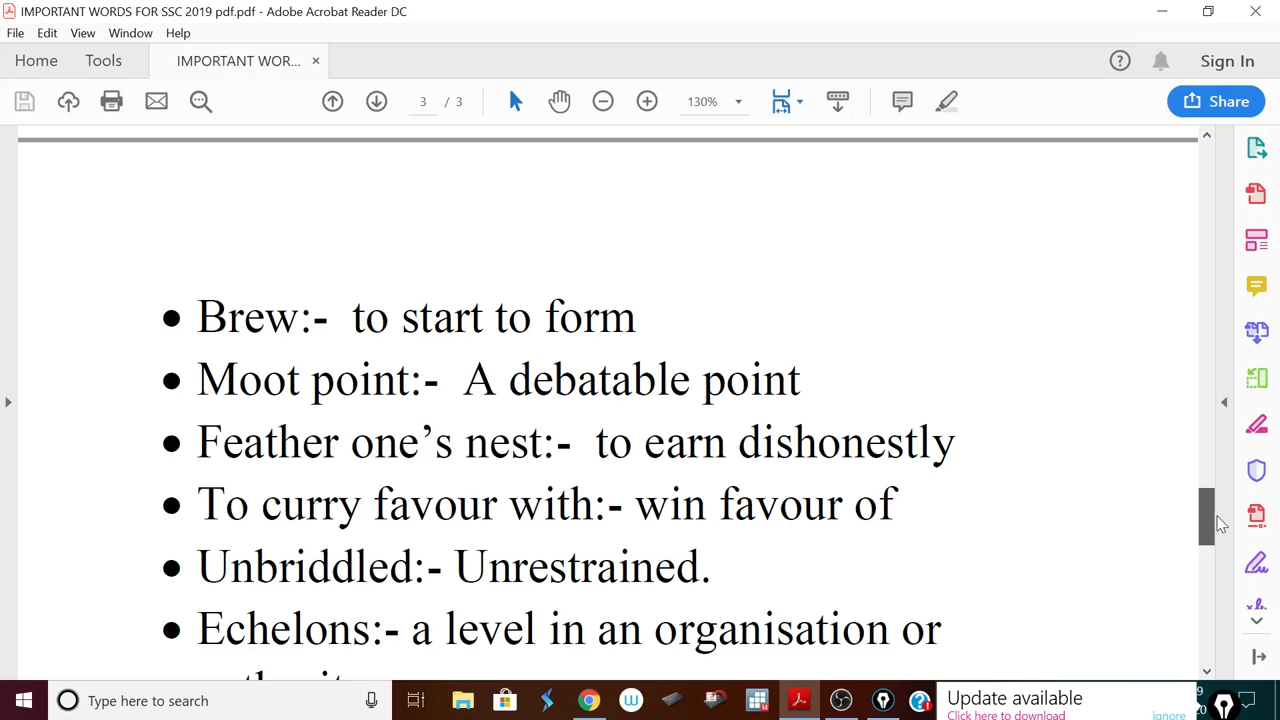 IMPORTANT WORDS FOR SSC 2019 pdf.pdf - Adobe Acrobat Reader DC
File Edit View Window Help
Home Tools IMPORTANT WOR... × Sign In
3 / 3 130% Share
• Brew:- to start to form
• Moot point:- A debatable point
• Feather one’s nest:- to earn dishonestly
• To curry favour with:- win favour of
• Unbriddled:- Unrestrained.
• Echelons:- a level in an organisation or
Type here to search
Update available
Click here to download ignore